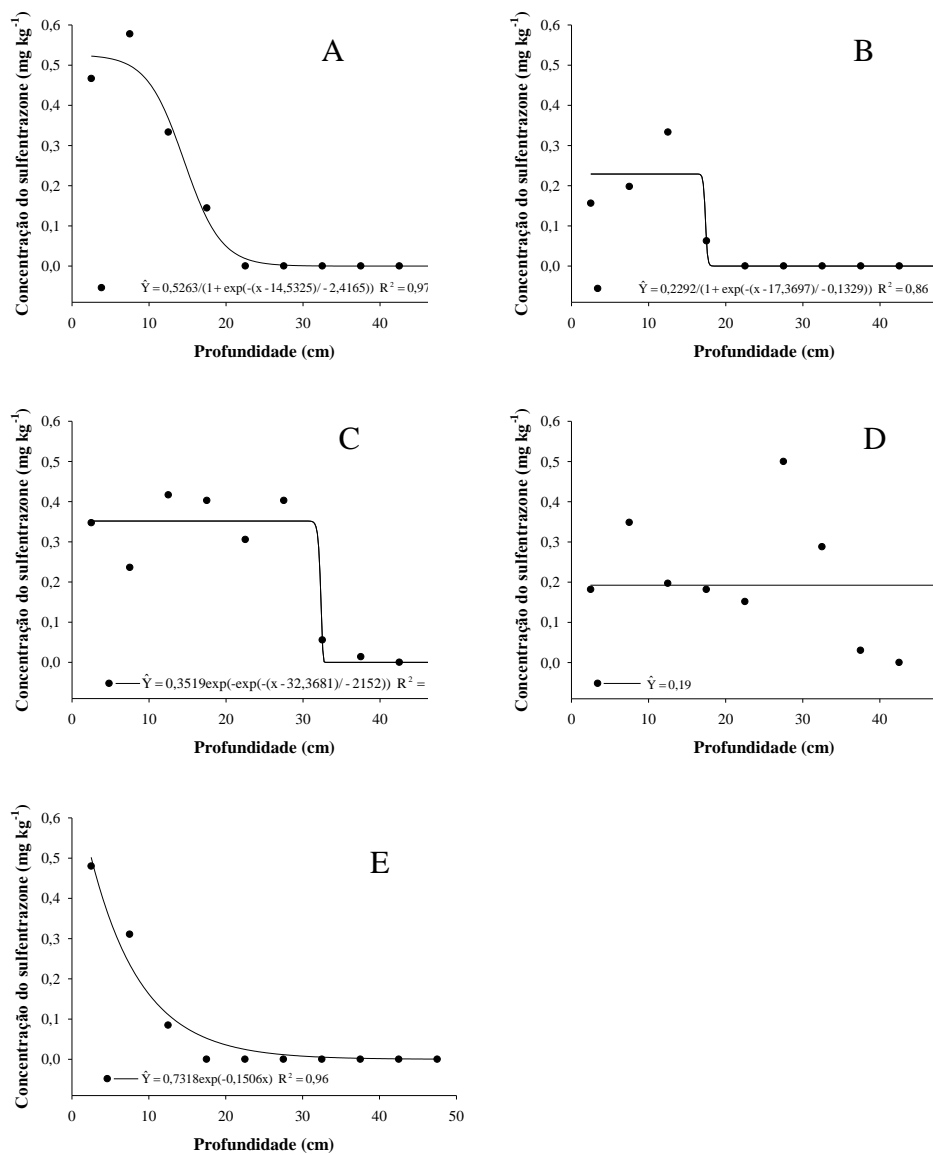 Concentração do sulfentrazone (mg kg-1)
0,6
0,5
0,4
0,3
0,2
0,1
0,0
A
Ŷ = 0,5263/(1+ exp(-(x - 14,5325)/ - 2,4165)) R2 = 0,97
0 10 20 30 40
Profundidade (cm)
Concentração do sulfentrazone (mg kg-1)
0,6
0,5
0,4
0,3
0,2
0,1
0,0
B
Ŷ = 0,2292/(1+ exp(-(x -17,3697)/ - 0,1329)) R2 = 0,86
0 10 20 30 40
Profundidade (cm)
Concentração do sulfentrazone (mg kg-1)
0,6
0,5
0,4
0,3
0,2
0,1
0,0
C
Ŷ = 0,3519exp(-exp(-(x - 32,3681)/ - 2152)) R2 =
0 10 20 30 40
Profundidade (cm)
Concentração do sulfentrazone (mg kg-1)
0,6
0,5
0,4
0,3
0,2
0,1
0,0
D
Ŷ = 0,19
0 10 20 30 40
Profundidade (cm)
Concentração do sulfentrazone (mg kg-1)
0,6
0,5
0,4
0,3
0,2
0,1
0,0
E
Ŷ = 0,7318exp(-0,1506x) R2 = 0,96
0 10 20 30 40 50
Profundidade (cm)